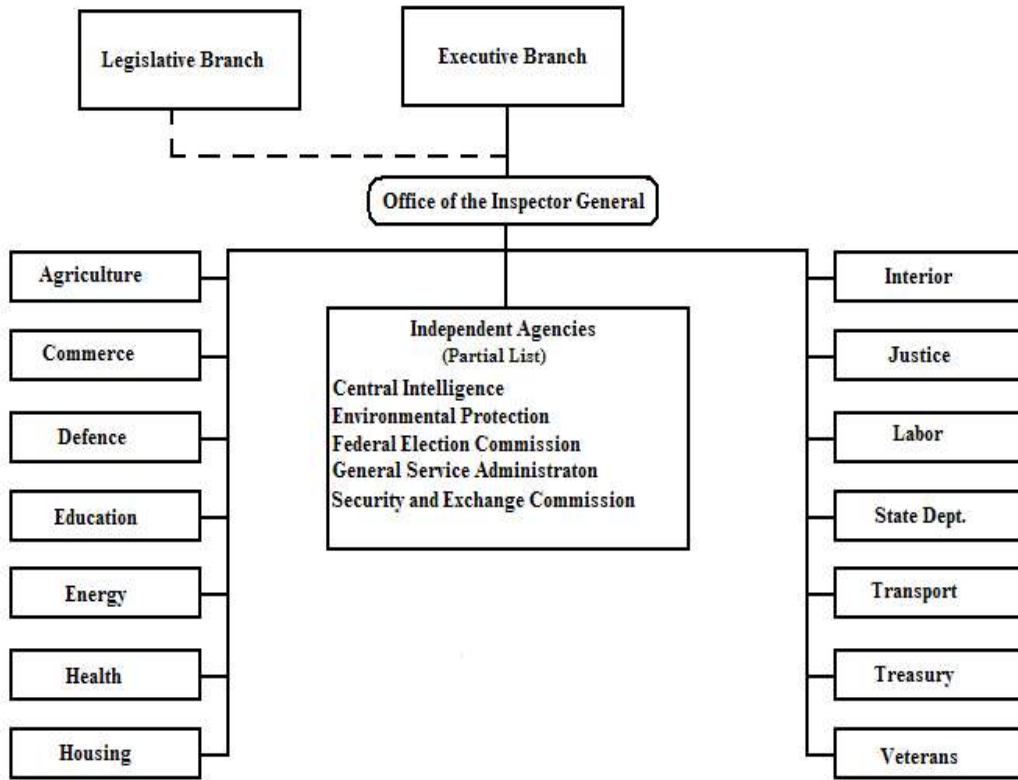 Legislative Branch
Executive Branch
Office of the Inspector General
Agriculture
Commerce
Defence
Education
Energy
Health
Housing
Independent Agencies
(Partial List)
Central Intelligence
Environmental Protection
Federal Election Commission
General Service Administraton
Security and Exchange Commission
Interior
Justice
Labor
State Dept.
Transport
Treasury
Veterans